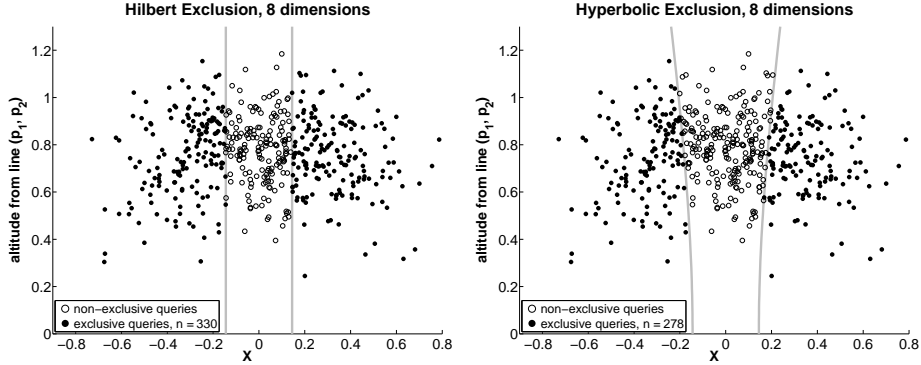 Hilbert Exclusion, 8 dimensions
altitude from line (p₁, p₂)
1.2
1
0.8
0.6
0.4
0.2
0
non−exclusive queries
exclusive queries, n = 330
−0.8 −0.6 −0.4 −0.2 0 0.2 0.4 0.6 0.8
X
Hyperbolic Exclusion, 8 dimensions
altitude from line (p₁, p₂)
1.2
1
0.8
0.6
0.4
0.2
0
non−exclusive queries
exclusive queries, n = 278
−0.8 −0.6 −0.4 −0.2 0 0.2 0.4 0.6 0.8
X